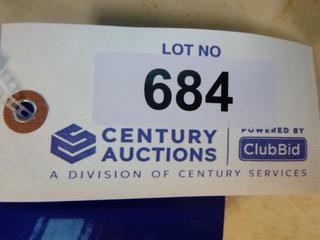 LOT NO
684
CENTURY
AUCTIONS
POWERED BY
ClubBid
A DIVISION OF CENTURY SERVICES